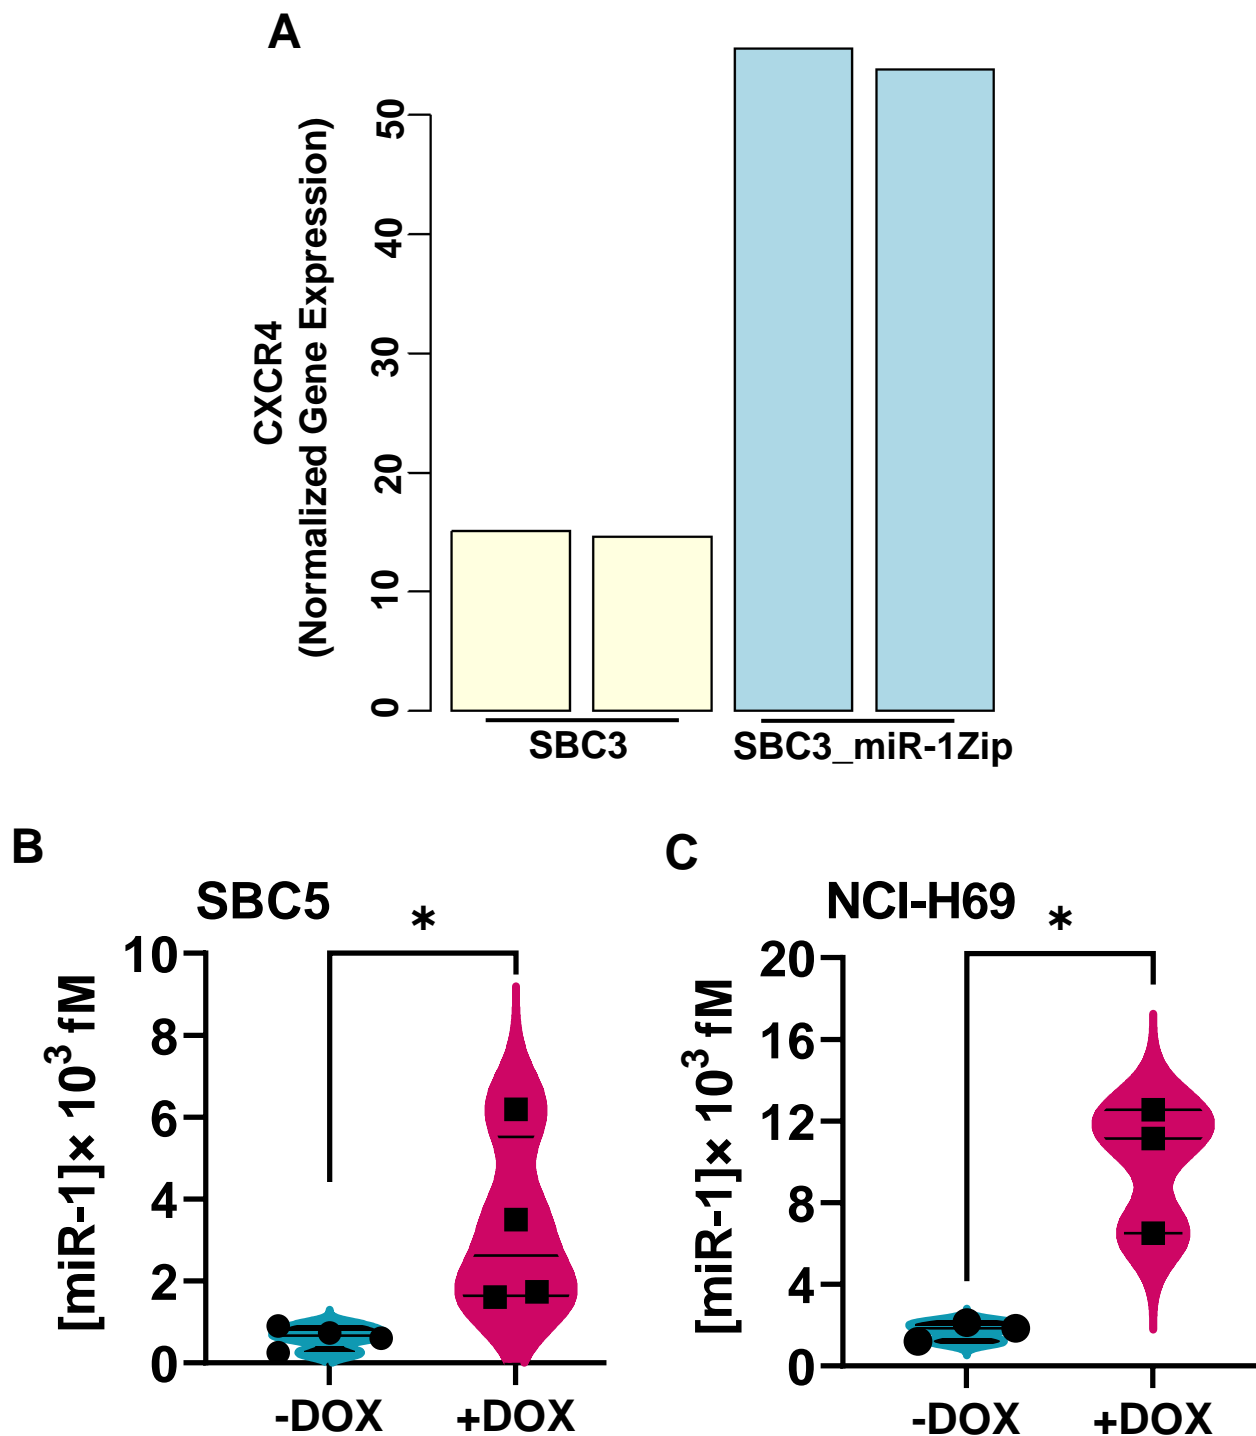 A
CXCR4
(Normalized Gene Expression)
50
40
30
20
10
0
SBC3
SBC3_miR-1Zip
B
SBC5
*
[miR-1]× 10³ fM
10
8
6
4
2
0
-DOX
+DOX
C
NCI-H69
*
[miR-1]× 10³ fM
20
16
12
8
4
0
-DOX
+DOX